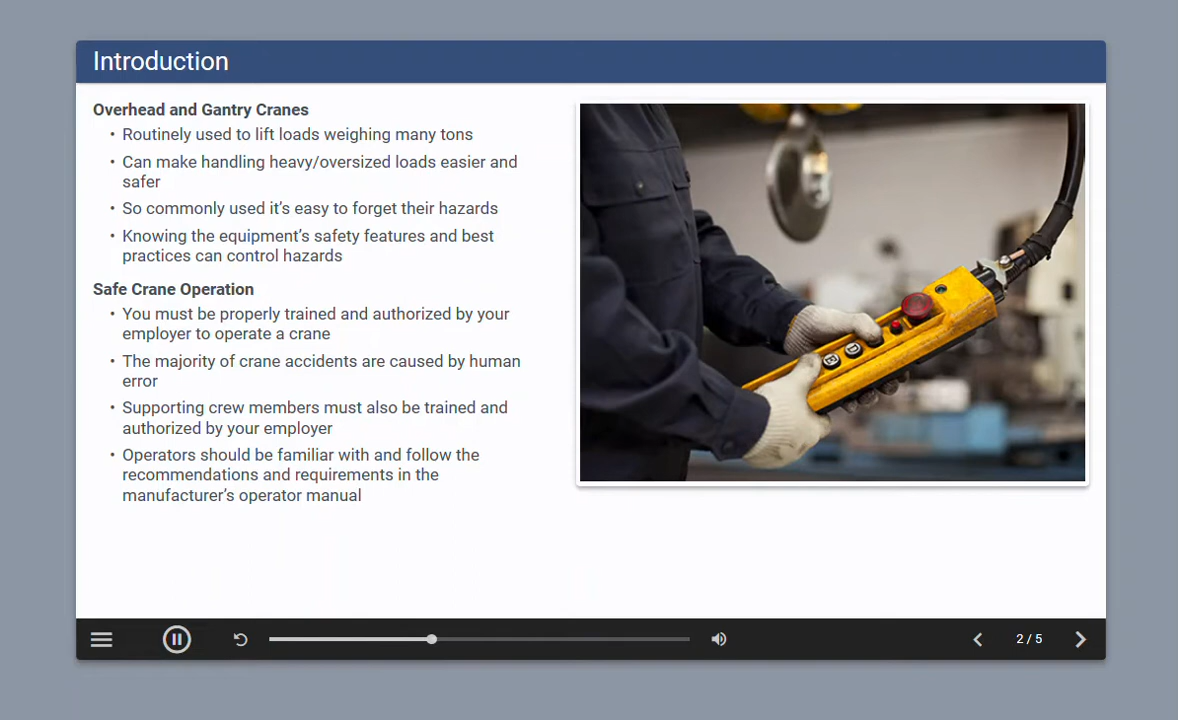 Introduction
Overhead and Gantry Cranes
• Routinely used to lift loads weighing many tons
• Can make handling heavy/oversized loads easier and
safer
• So commonly used it’s easy to forget their hazards
• Knowing the equipment’s safety features and best
practices can control hazards
Safe Crane Operation
• You must be properly trained and authorized by your
employer to operate a crane
• The majority of crane accidents are caused by human
error
• Supporting crew members must also be trained and
authorized by your employer
• Operators should be familiar with and follow the
recommendations and requirements in the
manufacturer’s operator manual
2 / 5